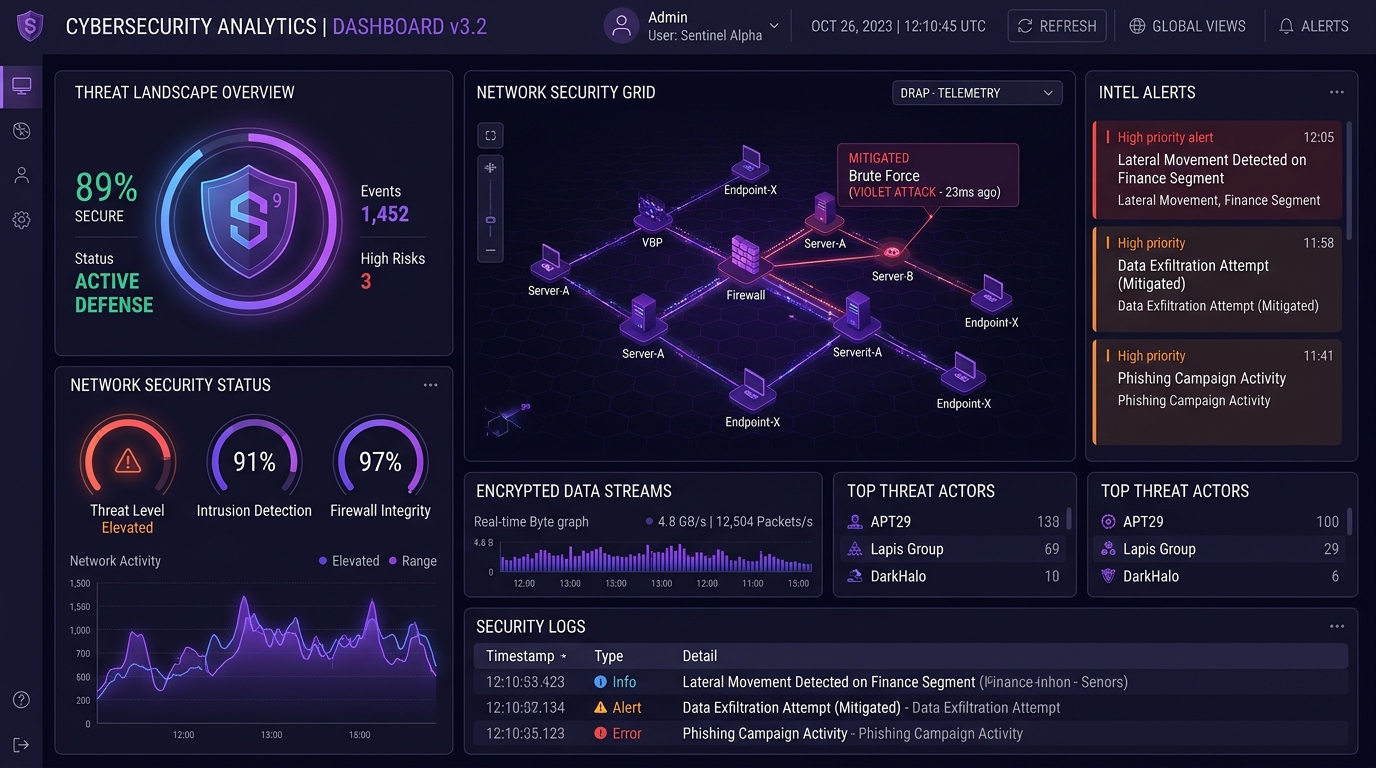 CYBERSECURITY ANALYTICS | DASHBOARD v3.2
Admin
User: Sentinel Alpha
OCT 26, 2023 | 12:10:45 UTC
REFRESH
GLOBAL VIEWS
ALERTS
THREAT LANDSCAPE OVERVIEW
89%
SECURE
Status
ACTIVE
DEFENSE
S 9
Events
1,452
High Risks
3
NETWORK SECURITY GRID
DRAP - TELEMETRY
MITIGATED
Brute Force
(VIOLET ATTACK - 23ms ago)
Endpoint-X
VBP
Server-A
Server-A
Server-B
Firewall
Endpoint-X
Server-A
Serverit-A
Endpoint-X
Endpoint-X
INTEL ALERTS
High priority alert 12:05
Lateral Movement Detected on
Finance Segment
Lateral Movement, Finance Segment
High priority 11:58
Data Exfiltration Attempt
(Mitigated)
Data Exfiltration Attempt (Mitigated)
High priority 11:41
Phishing Campaign Activity
Phishing Campaign Activity
NETWORK SECURITY STATUS
Threat Level
Elevated
91%
Intrusion Detection
97%
Firewall Integrity
Network Activity
Elevated Range
1,500
1,500
1,000
700
600
200
0
12:00 13:00 16:00
ENCRYPTED DATA STREAMS
Real-time Byte graph
4.8 GB/s | 12,504 Packets/s
4.6 B
0
12:00 13:00 15:00 13:00 12:00 11:00 15:00
TOP THREAT ACTORS
APT29 138
Lapis Group 69
DarkHalo 10
TOP THREAT ACTORS
APT29 100
Lapis Group 29
DarkHalo 6
SECURITY LOGS
Timestamp Type Detail
Info Lateral Movement Detected on Finance Segment
Alert Data Exfiltration Attempt (Mitigated) - Data Exfiltration Attempt
12:10:35.123 Error Phishing Campaign Activity - Phishing Campaign Activity